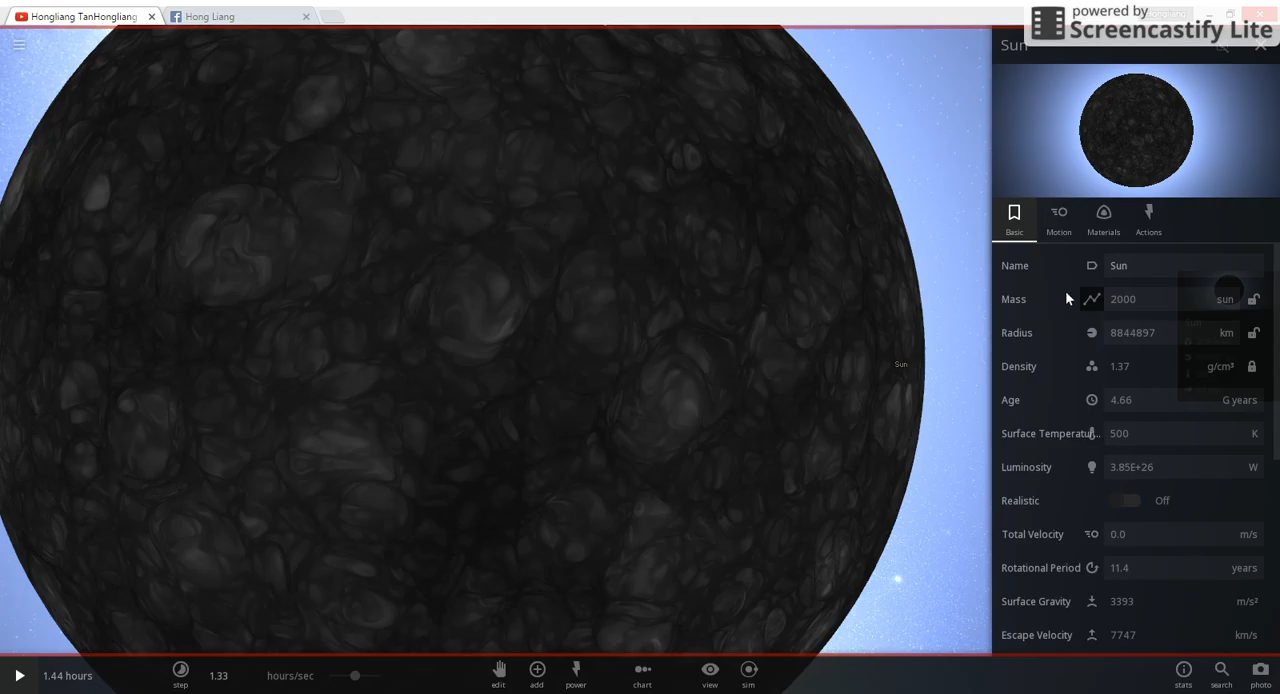 Hongliang TanHongliang
Hong Liang
powered by
Screencastify Lite
Sun
Basic
Motion
Materials
Actions
Name Sun
Mass 2000 sun
Radius 8844897 km
Density 1.37 g/cm³
Age 4.66 G years
Surface Temperatur... 500 K
Luminosity 3.85E+26 W
Realistic Off
Total Velocity 0.0 m/s
Rotational Period 11.4 years
Surface Gravity 3393 m/s²
Escape Velocity 7747 km/s
Sun
1.44 hours
step
1.33 hours/sec
edit
add
power
chart
view
sim
stats
search
photo